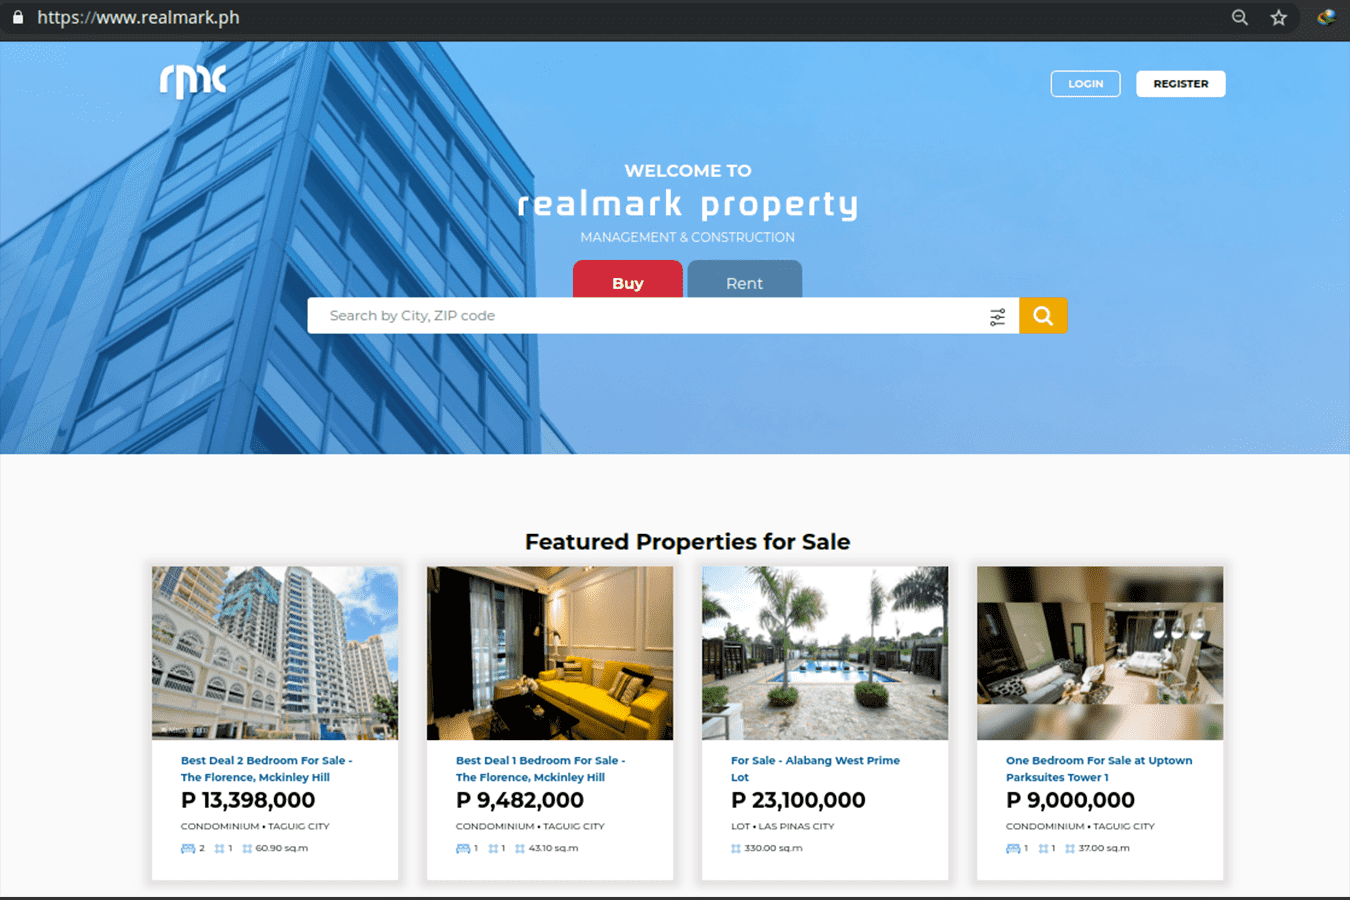 https://www.realmark.ph
rmc
LOGIN
REGISTER
WELCOME TO
realmark property
MANAGEMENT & CONSTRUCTION
Buy
Rent
Search by City, ZIP code
Featured Properties for Sale
Best Deal 2 Bedroom For Sale -
The Florence, Mckinley Hill
P 13,398,000
CONDOMINIUM • TAGUIG CITY
2 1 60.90 sq.m
Best Deal 1 Bedroom For Sale -
The Florence, Mckinley Hill
P 9,482,000
CONDOMINIUM • TAGUIG CITY
1 1 43.10 sq.m
For Sale - Alabang West Prime
Lot
P 23,100,000
LOT • LAS PINAS CITY
330.00 sq.m
One Bedroom For Sale at Uptown
Parksuites Tower 1
P 9,000,000
CONDOMINIUM • TAGUIG CITY
1 1 37.00 sq.m